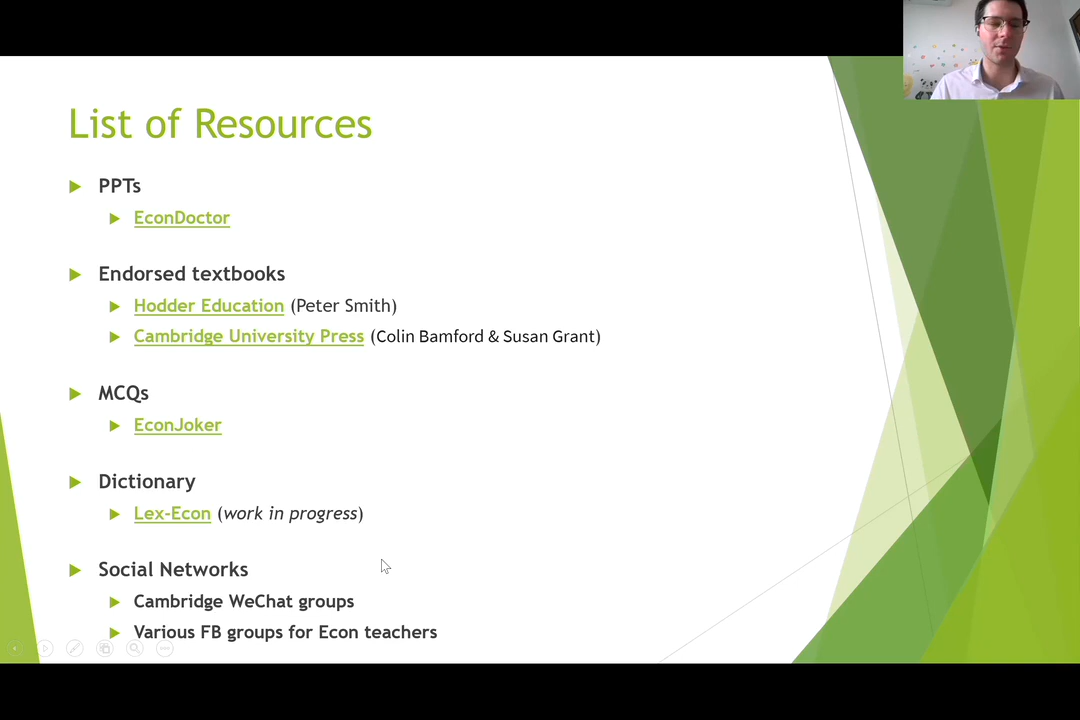 List of Resources
PPTs
EconDoctor
Endorsed textbooks
Hodder Education (Peter Smith)
Cambridge University Press (Colin Bamford & Susan Grant)
MCQs
EconJoker
Dictionary
Lex-Econ (work in progress)
Social Networks
Cambridge WeChat groups
Various FB groups for Econ teachers